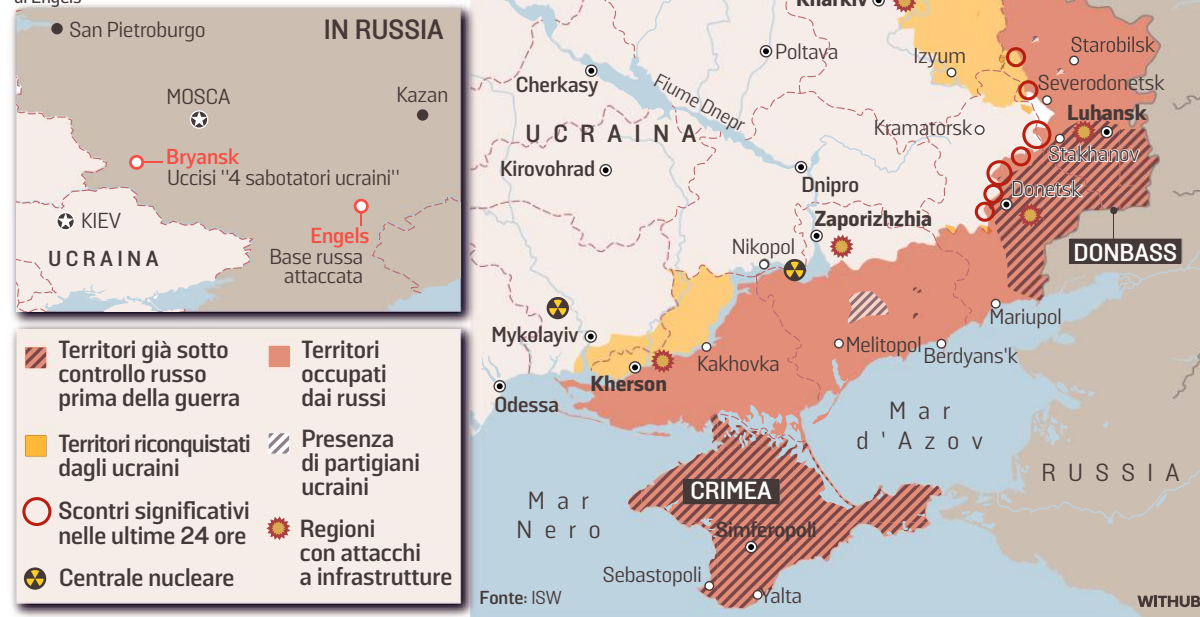 di Engels
San Pietroburgo
IN RUSSIA
MOSCA
Kazan
Bryansk
Uccisi "4 sabotatori ucraini"
KIEV
UCRAINA
Engels
Base russa
attaccata
Territori già sotto
controllo russo
prima della guerra
Territori
occupati
dai russi
Territori riconquistati
dagli ucraini
Presenza
di partigiani
ucraini
Scontri significativi
nelle ultime 24 ore
Regioni
con attacchi
a infrastrutture
Centrale nucleare
Kharkiv
Poltava
Izyum
Starobilsk
Cherkasy
Fiume Dnepr
Severodonetsk
Luhansk
UCRAINA
Kramatorsk
Stakhanov
Kirovohrad
Dnipro
Donetsk
Zaporizhzhia
Nikopol
DONBASS
Mariupol
Mykolayiv
Melitopol
Berdyans'k
Kakhovka
Kherson
Odessa
Mar
d'Azov
RUSSIA
CRIMEA
Mar
Nero
Simferopoli
Sebastopoli
Yalta
Fonte: ISW
WITHUB